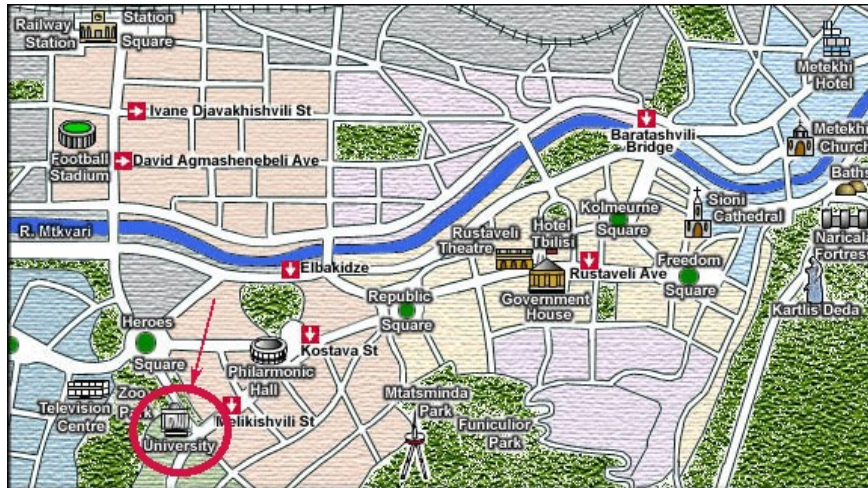 Railway
Station
Station
Square
Metekhi
Hotel
Ivane Djavakhishvili St
Football
Stadium
David Agmashenebeli Ave
Baratashvili
Bridge
Metekhi
Church
Baths
R. Mtkvari
Sioni
Cathedral
Kolmeurne
Square
Hotel
Tbilisi
Rustaveli
Theatre
Naricala
Fortress
Elbakidze
Rustaveli Ave
Freedom
Square
Government
House
Republic
Square
Kartlis Deda
Heroes
Square
Kostava St
Philarmonic
Hall
Television
Centre
Zoo
Park
Melikishvili St
University
Mtatsminda
Park
Funiculior
Park